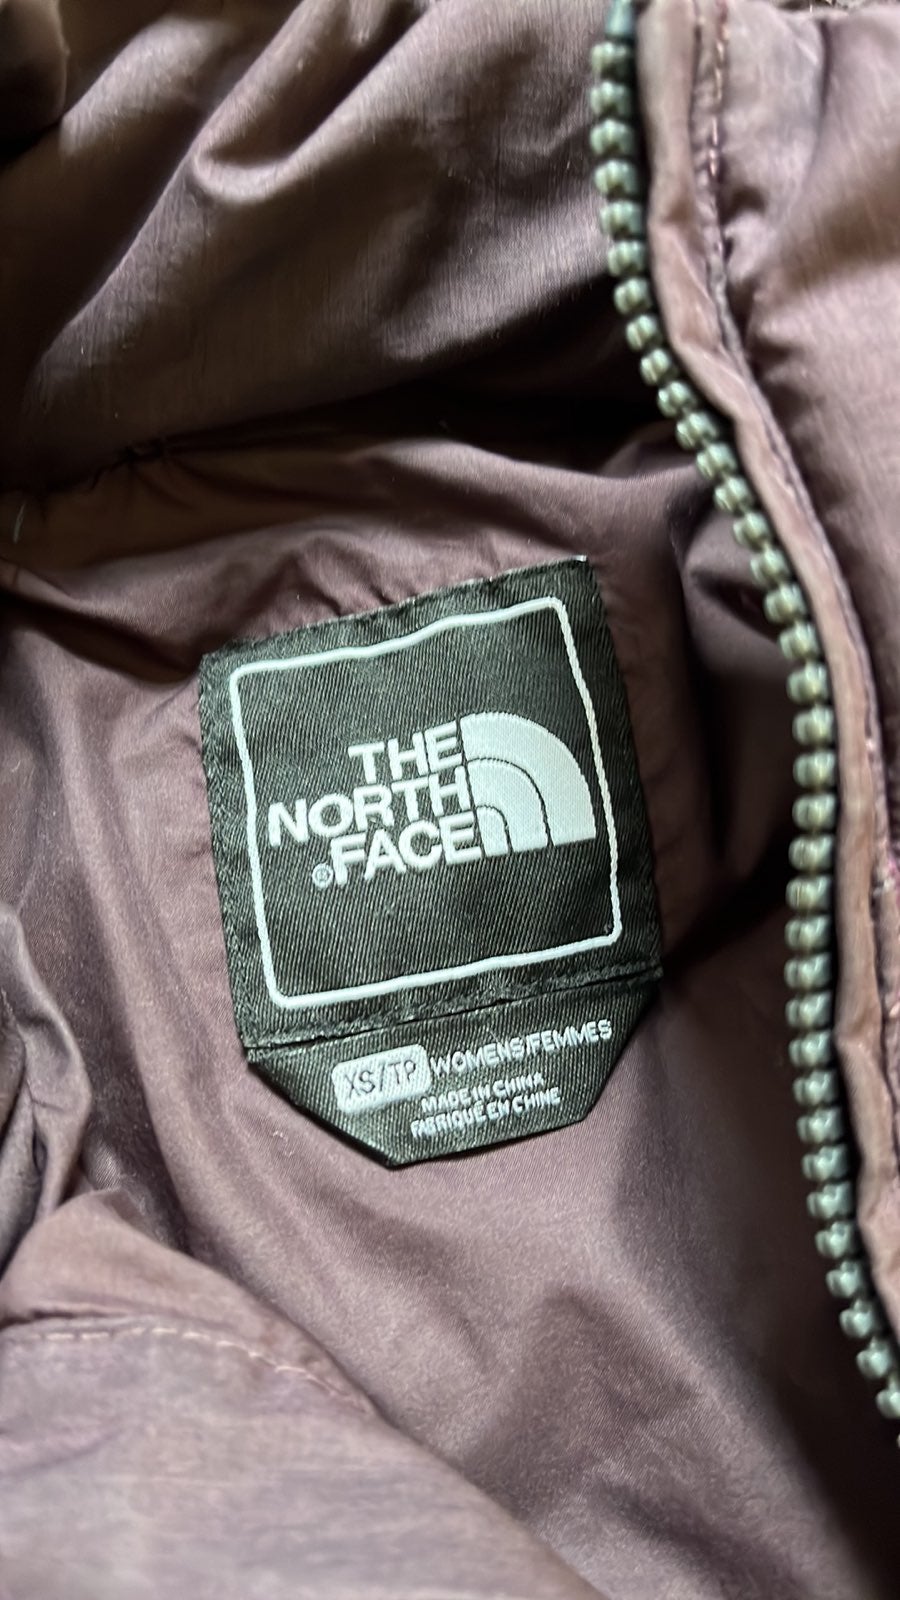 THE
NORTH
®FACE
XS/TP WOMENS/FEMMES
MADE IN CHINA
FABRIQUE EN CHINE